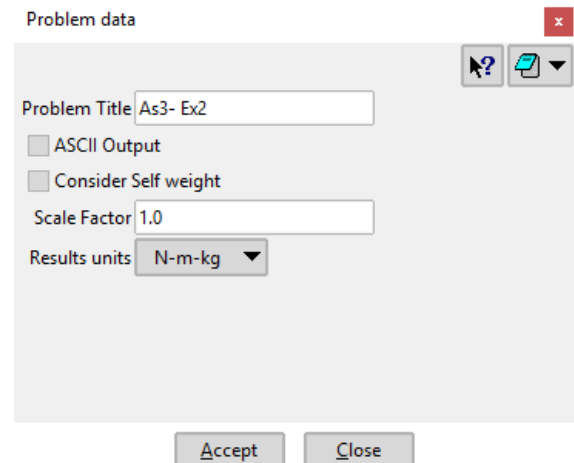 Problem data
x
?
Problem Title As3- Ex2
ASCII Output
Consider Self weight
Scale Factor 1.0
Results units N-m-kg
Accept Close